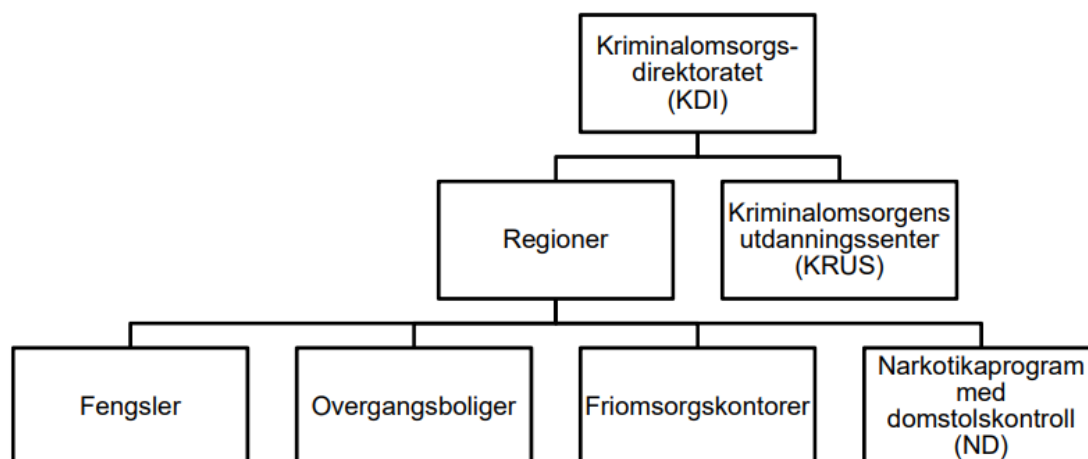 Kriminalomsorgs-
direktoratet
(KDI)
Regioner
Kriminalomsorgens
utdanningssenter
(KRUS)
Fengsler
Overgangsboliger
Friomsorgskontorer
Narkotikaprogram
med
domstolskontroll
(ND)